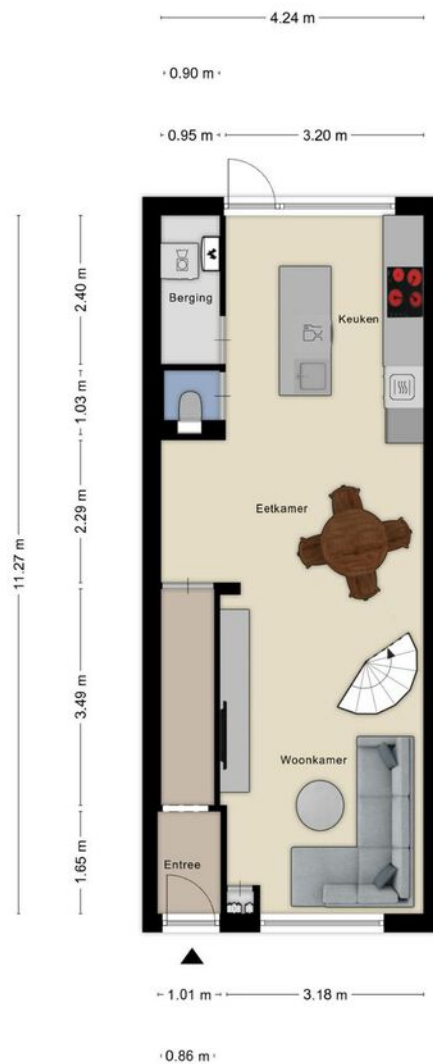 4.24 m
0.90 m
0.95 m
3.20 m
2.40 m
1.03 m
2.29 m
11.27 m
3.49 m
1.65 m
Berging
Keuken
Eetkamer
Woonkamer
Entree
1.01 m
3.18 m
0.86 m